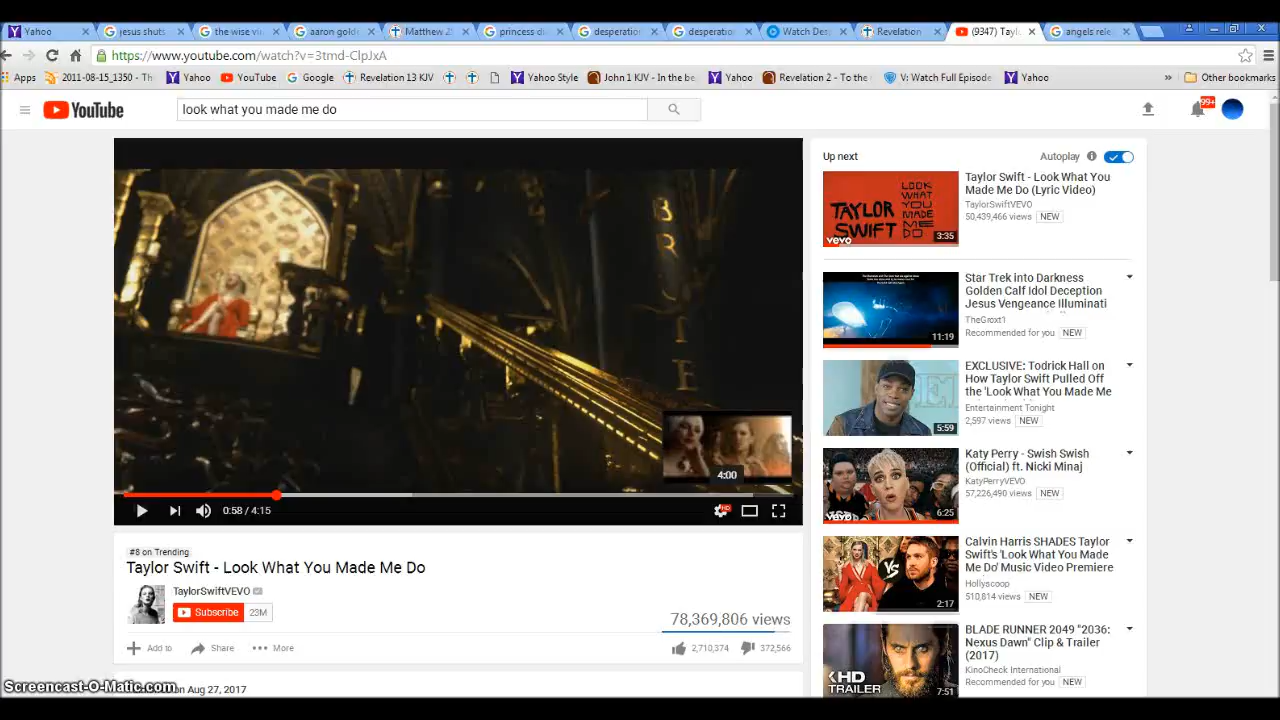 Yahoo
jesus shuts
the wise vi
aaron golde
Matthew 25
princess di
desperation
desperation
Watch Desp
Revelation
(9347) Tayl
angels rele
https://www.youtube.com/watch?v=3tmd-ClpJxA
Apps
2011-08-15_1350 - Th
Yahoo
YouTube
Google
Revelation 13 KJV
Yahoo Style
John 1 KJV - In the be
Yahoo
Revelation 2 - To the
V: Watch Full Episode
Yahoo
»
Other bookmarks
YouTube
look what you made me do
99+
BRUTE
4:00
0:58 / 4:15
HD
#8 on Trending
Taylor Swift - Look What You Made Me Do
TaylorSwiftVEVO
Subscribe 23M
78,369,806 views
Add to
Share
More
2,710,374
372,566
Screencast-O-Matic.com
on Aug 27, 2017
Up next
Autoplay
TAYLOR
SWIFT
LOOK
WHAT
YOU
MADE
ME
DO
vevo
3:35
Taylor Swift - Look What You
Made Me Do (Lyric Video)
TaylorSwiftVEVO
50,439,466 views NEW
11:19
Star Trek into Darkness
Golden Calf Idol Deception
Jesus Vengeance Illuminati
TheGroxt1
Recommended for you NEW
5:59
EXCLUSIVE: Todrick Hall on
How Taylor Swift Pulled Off
the 'Look What You Made Me
Entertainment Tonight
2,597 views NEW
vevo
6:25
Katy Perry - Swish Swish
(Official) ft. Nicki Minaj
KatyPerryVEVO
57,226,490 views NEW
VS
2:17
Calvin Harris SHADES Taylor
Swift's 'Look What You Made
Me Do' Music Video Premiere
Hollyscoop
510,814 views NEW
KHD
TRAILER
7:51
BLADE RUNNER 2049 "2036:
Nexus Dawn" Clip & Trailer
(2017)
KinoCheck International
Recommended for you NEW